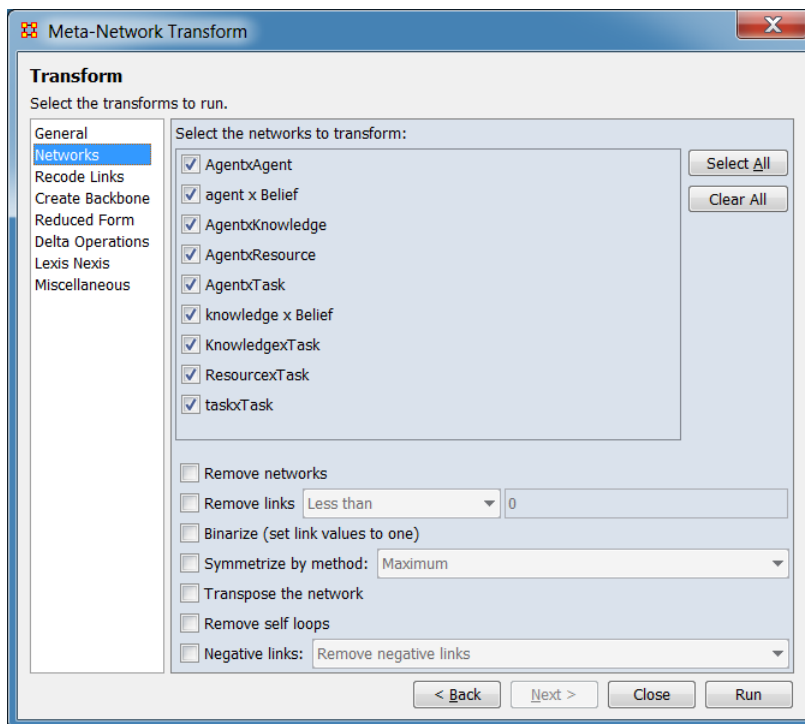 Meta-Network Transform
Transform
Select the transforms to run.
General
Networks
Recode Links
Create Backbone
Reduced Form
Delta Operations
Lexis Nexis
Miscellaneous
Select the networks to transform:
AgentxAgent
agent x Belief
AgentxKnowledge
AgentxResource
AgentxTask
knowledge x Belief
KnowledgexTask
ResourcexTask
taskxTask
Select All
Clear All
Remove networks
Remove links Less than 0
Binarize (set link values to one)
Symmetrize by method: Maximum
Transpose the network
Remove self loops
Negative links: Remove negative links
< Back Next > Close Run